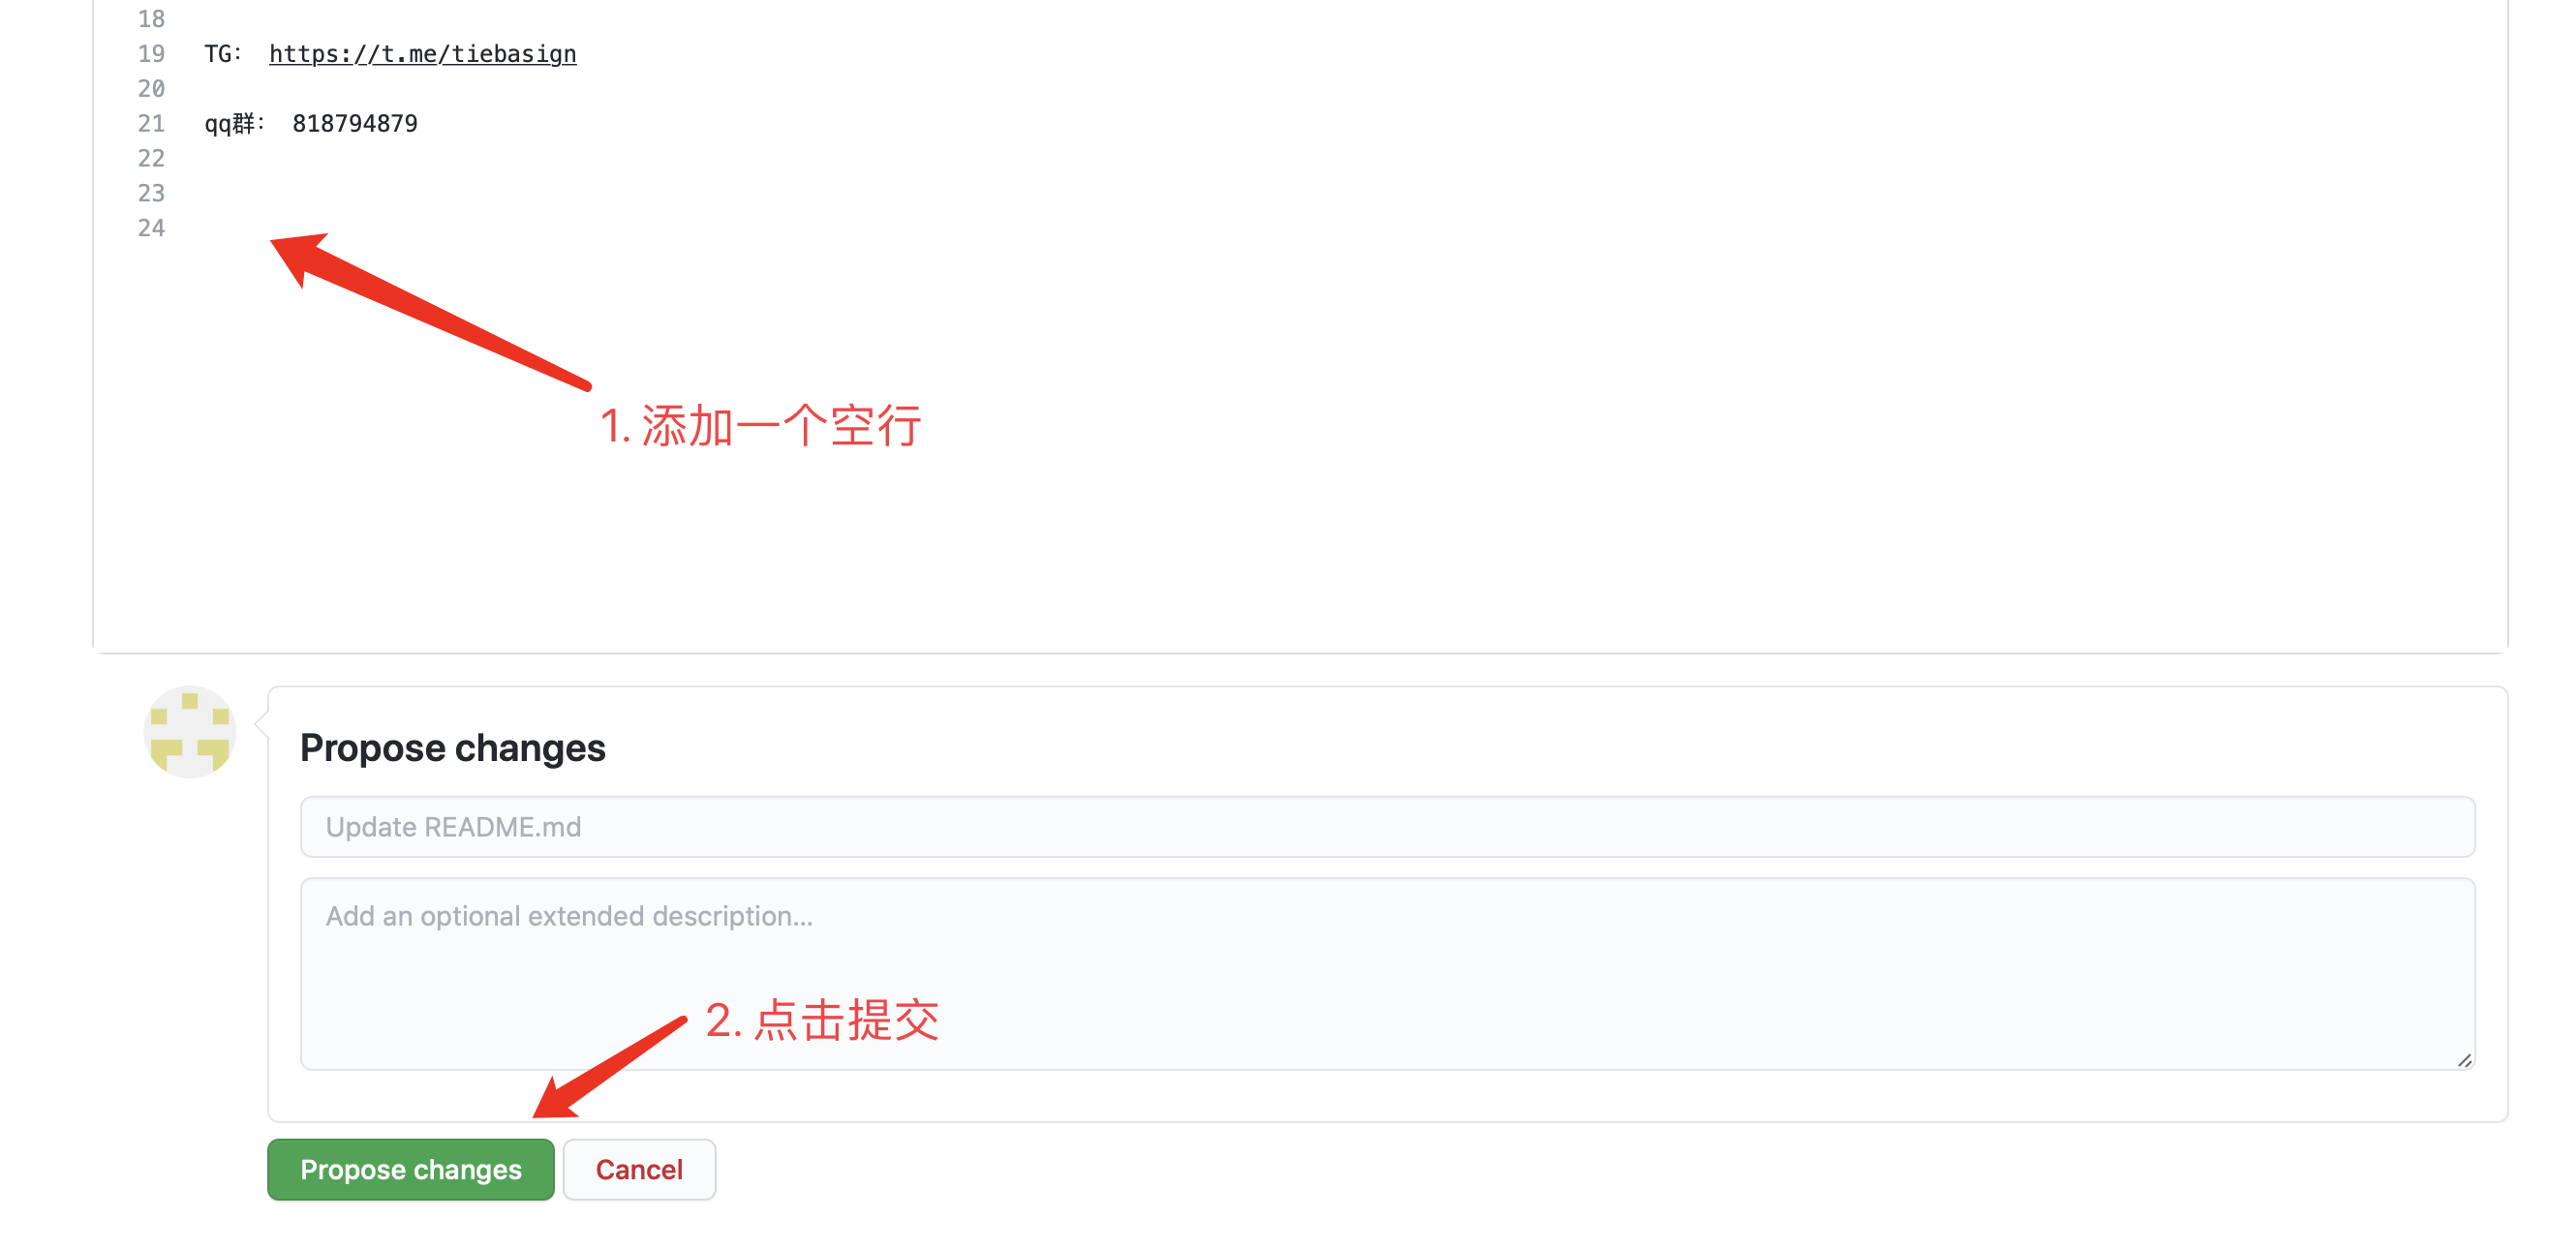 18
19 TG： https://t.me/tiebasign
20
21 qq群： 818794879
22
23
24
1. 添加一个空行
Propose changes
Update README.md
Add an optional extended description...
2. 点击提交
Propose changes Cancel